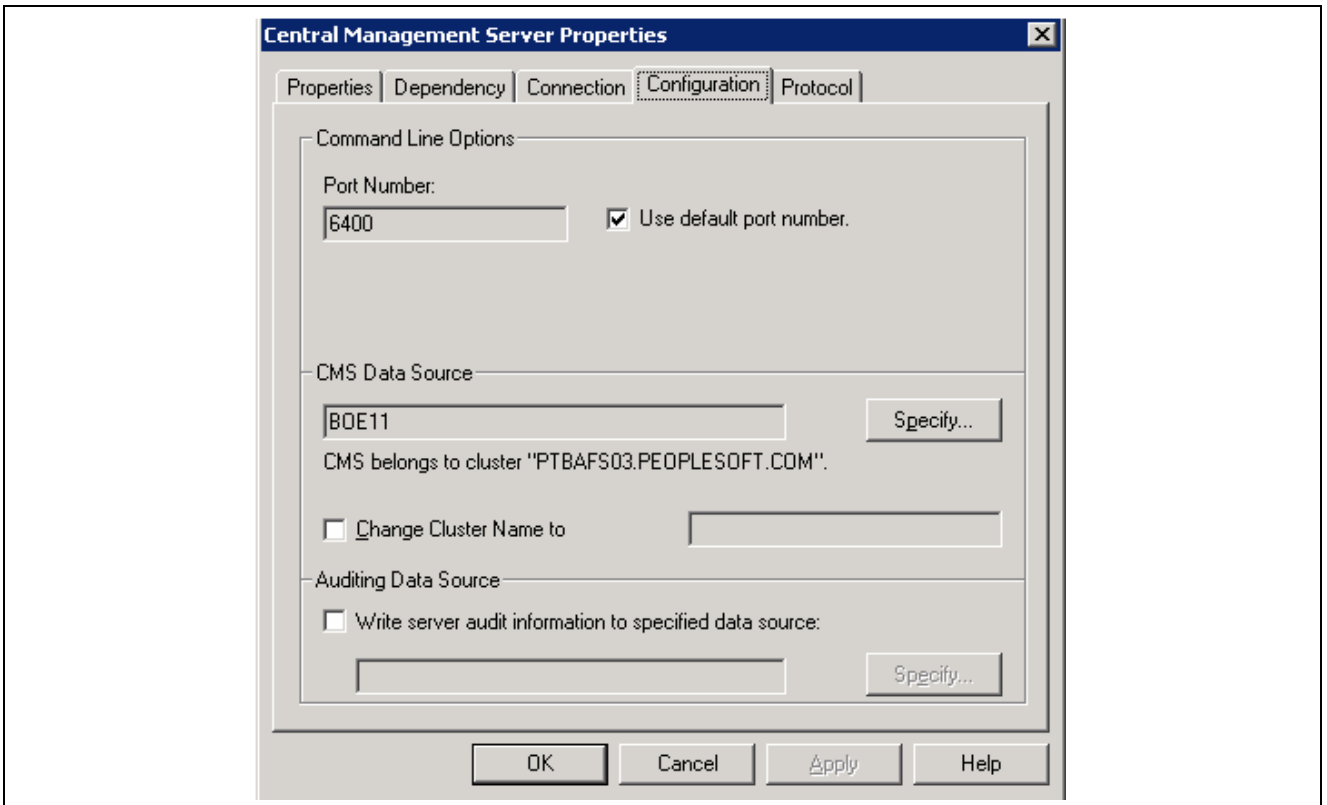 Central Management Server Properties
Properties Dependency Connection Configuration Protocol
Command Line Options
Port Number:
6400 Use default port number.
CMS Data Source
BOE11 Specify...
CMS belongs to cluster "PTBAFS03.PEOPLESOFT.COM".
Change Cluster Name to
Auditing Data Source
Write server audit information to specified data source:
Specify...
OK Cancel Apply Help